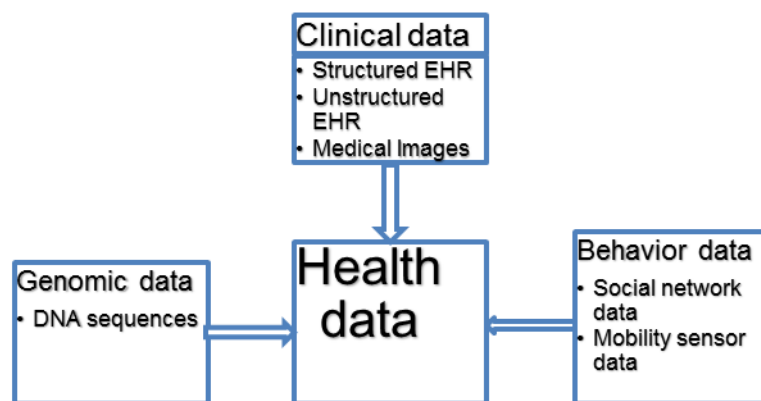 Clinical data
• Structured EHR
• Unstructured
EHR
• Medical Images
Genomic data
• DNA sequences
Health
data
Behavior data
• Social network
data
• Mobility sensor
data